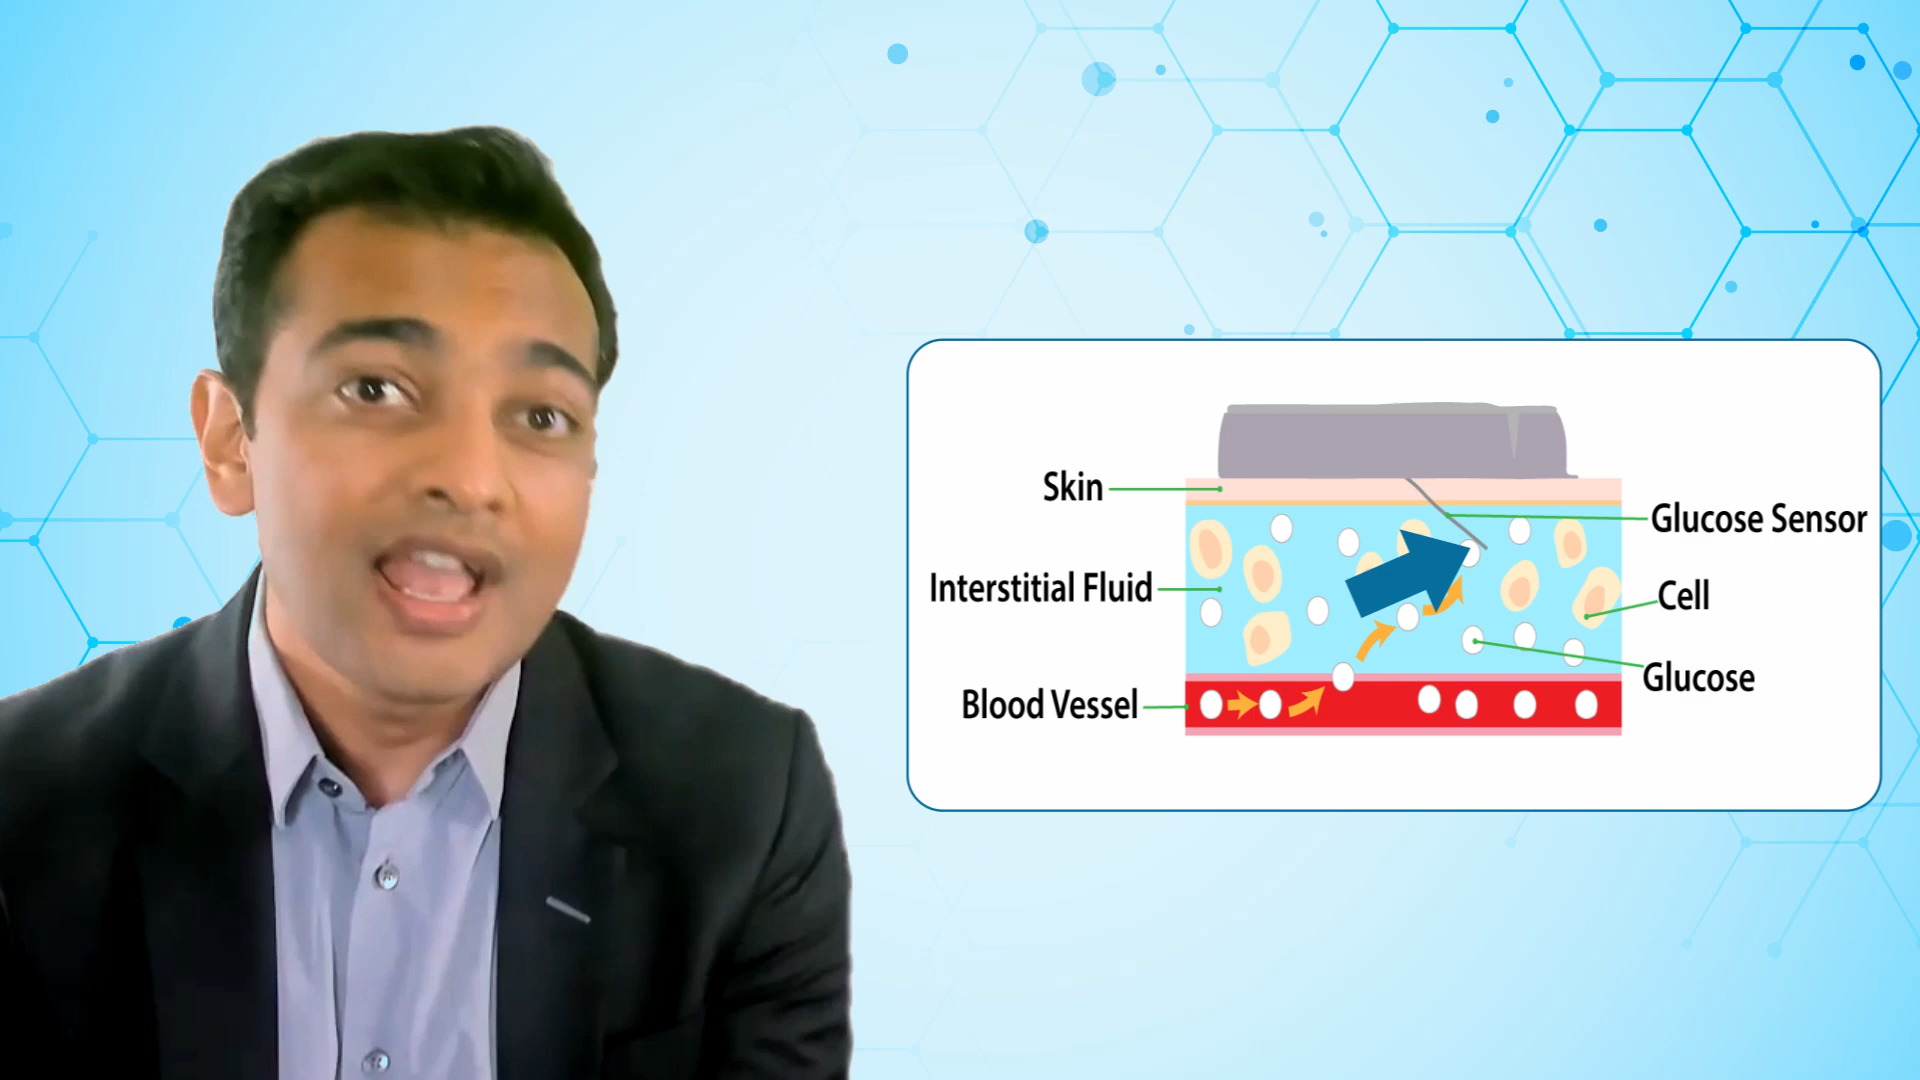 Skin
Glucose Sensor
Interstitial Fluid
Cell
Glucose
Blood Vessel